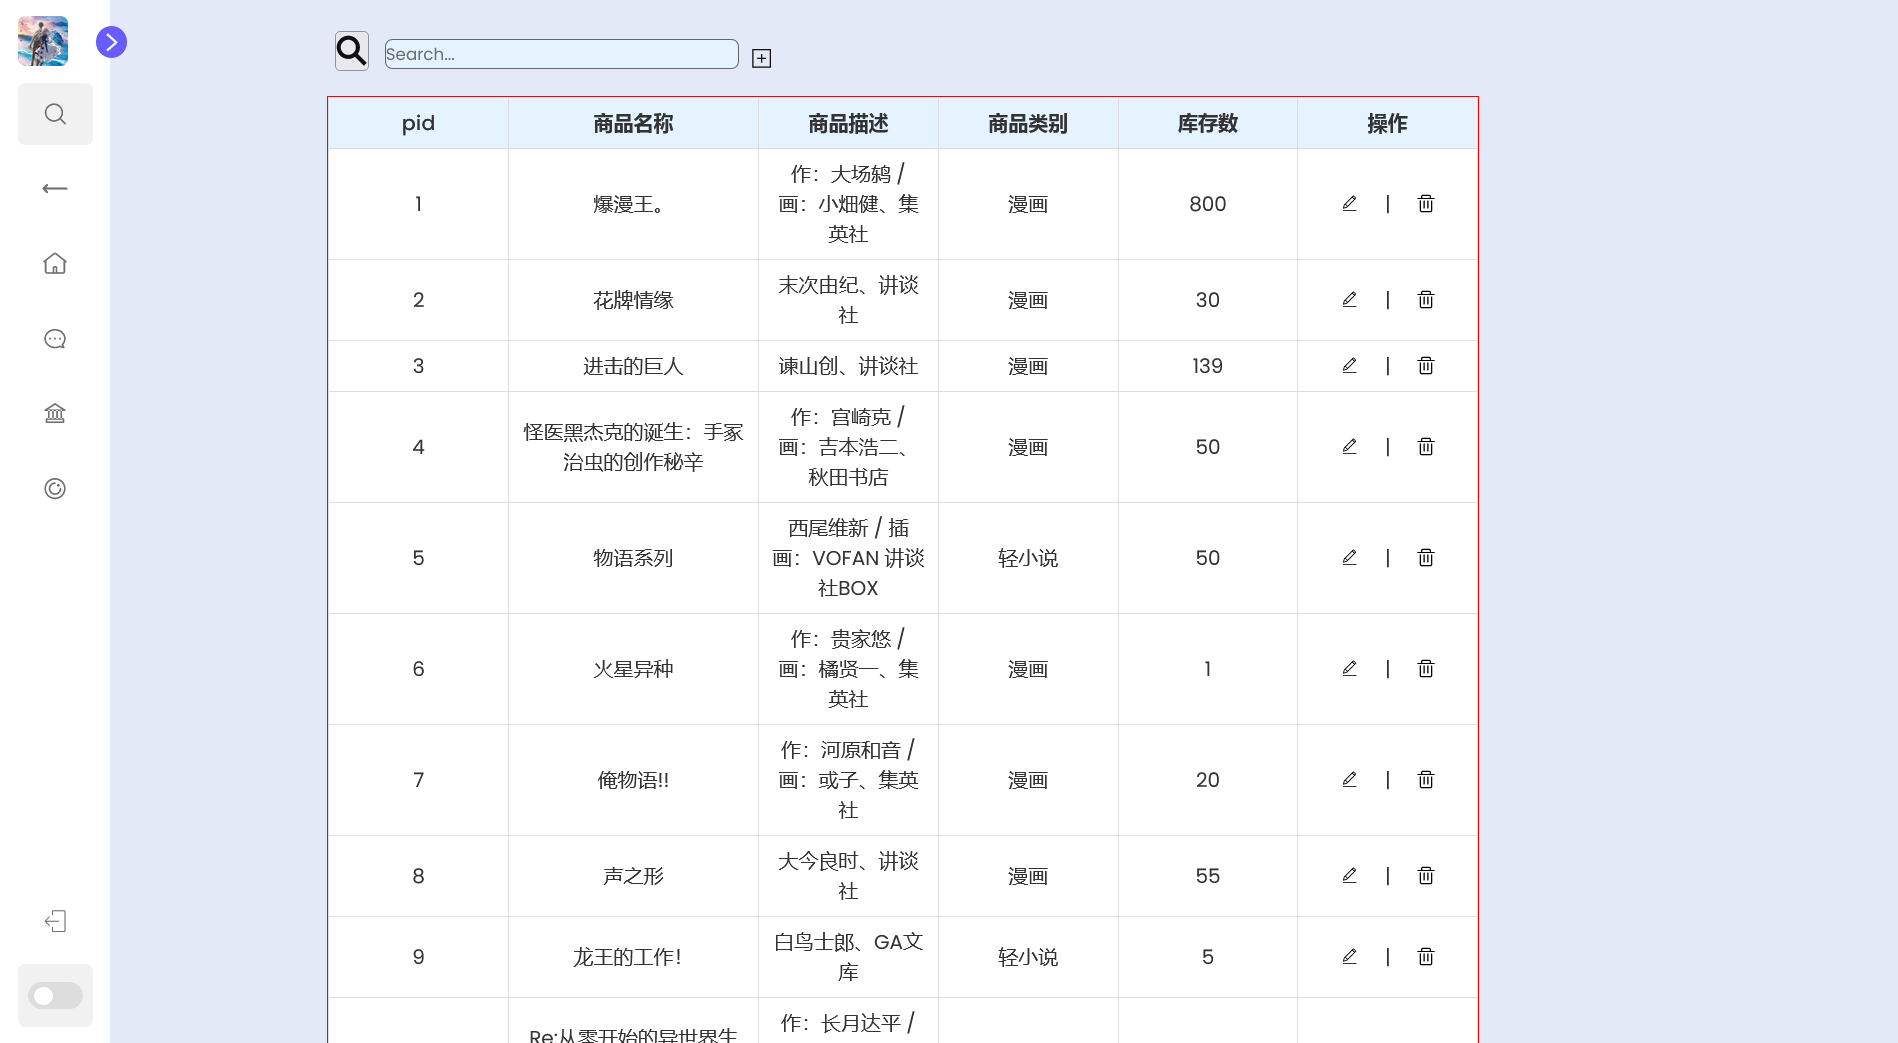 Search...
pid 商品名称 商品描述 商品类别 库存数 操作
1 爆漫王。 作：大场鸫 / 画：小畑健、集英社 漫画 800 |
2 花牌情缘 末次由纪、讲谈社 漫画 30 |
3 进击的巨人 谏山创、讲谈社 漫画 139 |
4 怪医黑杰克的诞生：手冢治虫的创作秘辛 作：宫崎克 / 画：吉本浩二、秋田书店 漫画 50 |
5 物语系列 西尾维新 / 插画：VOFAN 讲谈社BOX 轻小说 50 |
6 火星异种 作：贵家悠 / 画：橘贤一、集英社 漫画 1 |
7 俺物语!! 作：河原和音 / 画：或子、集英社 漫画 20 |
8 声之形 大今良时、讲谈社 漫画 55 |
9 龙王的工作！ 白鸟士郎、GA文库 轻小说 5 |
Re:从零开始的异世界生 作：长月达平 /